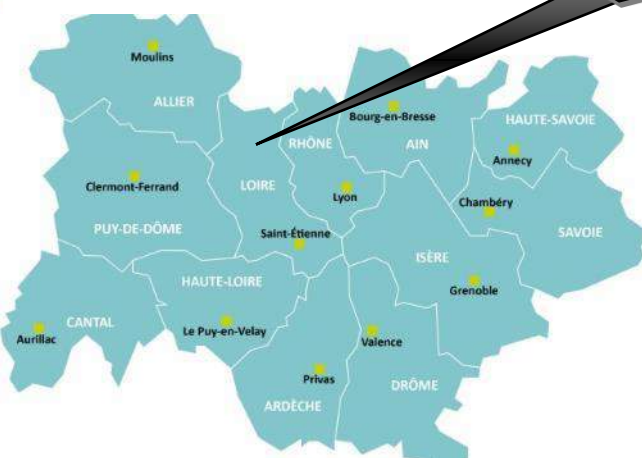 Moulins
ALLIER
Bourg-en-Bresse
HAUTE-SAVOIE
RHÔNE
AIN
Annecy
Clermont-Ferrand
LOIRE
Lyon
Chambéry
PUY-DE-DÔME
Saint-Étienne
SAVOIE
ISÈRE
HAUTE-LOIRE
Grenoble
CANTAL
Aurillac
Le Puy-en-Velay
Valence
Privas
DRÔME
ARDÈCHE